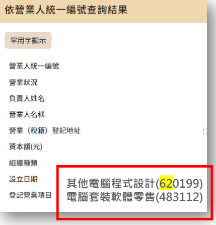 依營業人統一編號查詢結果
罕用字顯示
營業人統一編號
營業狀況
負責人姓名
營業人名稱
營業（稅籍）登記地址
資本額(元)
組織種類
設立日期
登記營業項目
其他電腦程式設計(620199)
電腦套裝軟體零售(483112)